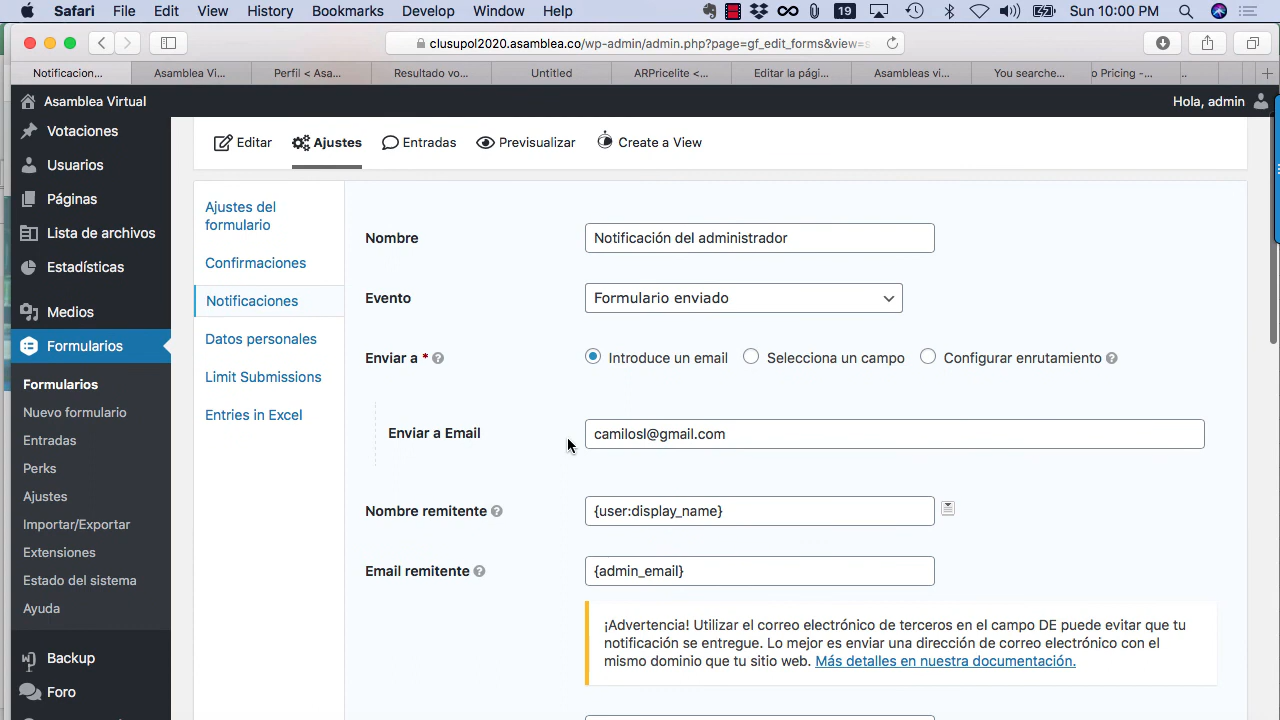 Safari File Edit View History Bookmarks Develop Window Help 19 Sun 10:00 PM
clusupol2020.asamblea.co/wp-admin/admin.php?page=gf_edit_forms&view=s
Notificacion... Asamblea Vi... Perfil < Asa... Resultado vo... Untitled ARPricelite <... Editar la pági... Asambleas vi... You searche... o Pricing -... ..
Asamblea Virtual Hola, admin
Votaciones
Usuarios
Páginas
Lista de archivos
Estadísticas
Medios
Formularios
Formularios
Nuevo formulario
Entradas
Perks
Ajustes
Importar/Exportar
Extensiones
Estado del sistema
Ayuda
Backup
Foro
Editar Ajustes Entradas Previsualizar Create a View
Ajustes del
formulario
Confirmaciones
Notificaciones
Datos personales
Limit Submissions
Entries in Excel
Nombre Notificación del administrador
Evento Formulario enviado
Enviar a * Introduce un email Selecciona un campo Configurar enrutamiento
Enviar a Email camilosl@gmail.com
Nombre remitente {user:display_name}
Email remitente {admin_email}
¡Advertencia! Utilizar el correo electrónico de terceros en el campo DE puede evitar que tu
notificación se entregue. Lo mejor es enviar una dirección de correo electrónico con el
mismo dominio que tu sitio web. Más detalles en nuestra documentación.